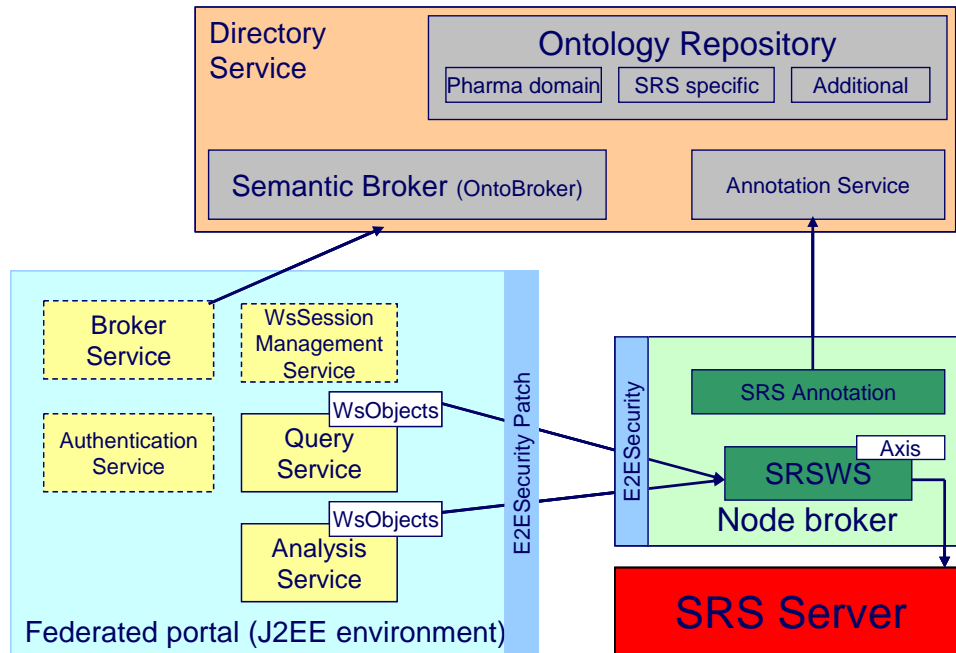 Directory
Service
Ontology Repository
Pharma domain
SRS specific
Additional
Semantic Broker (OntoBroker)
Annotation Service
Broker
Service
WsSession
Management
Service
WsObjects
Authentication
Service
Query
Service
WsObjects
Analysis
Service
Federated portal (J2EE environment)
E2ESecurity Patch
E2ESecurity
SRS Annotation
Axis
SRSWS
Node broker
SRS Server